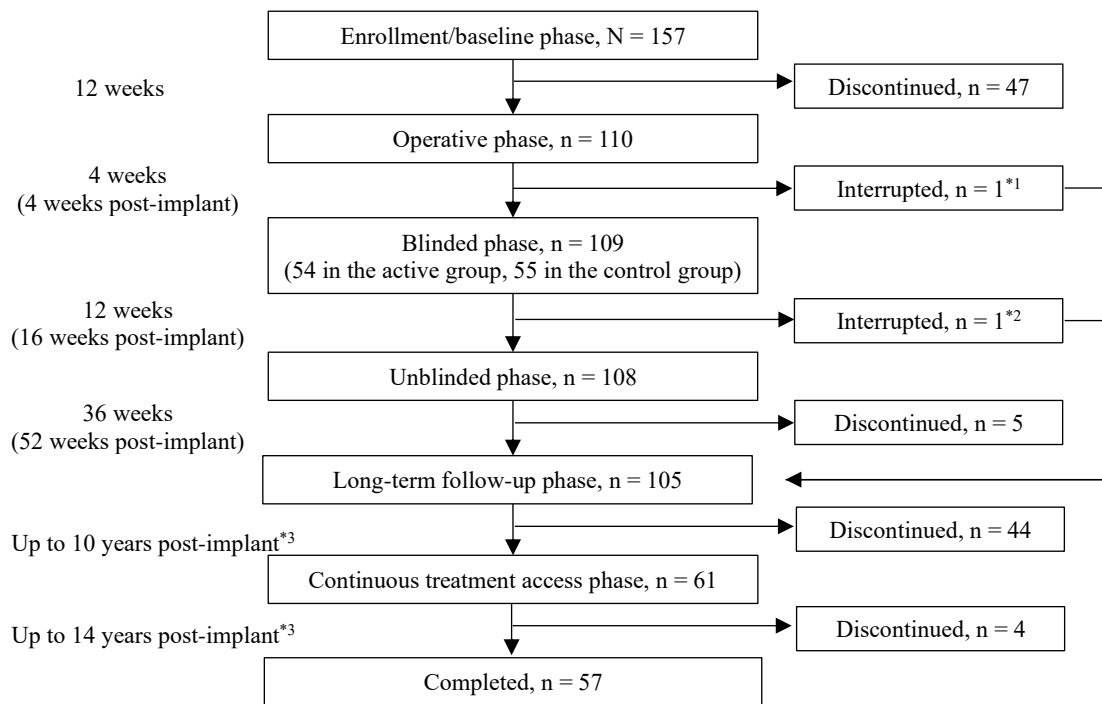 Enrollment/baseline phase, N = 157
12 weeks
Discontinued, n = 47
Operative phase, n = 110
4 weeks
(4 weeks post-implant)
Interrupted, n = 1*1
Blinded phase, n = 109
(54 in the active group, 55 in the control group)
12 weeks
(16 weeks post-implant)
Interrupted, n = 1*2
Unblinded phase, n = 108
36 weeks
(52 weeks post-implant)
Discontinued, n = 5
Long-term follow-up phase, n = 105
Up to 10 years post-implant*3
Discontinued, n = 44
Continuous treatment access phase, n = 61
Up to 14 years post-implant*3
Discontinued, n = 4
Completed, n = 57